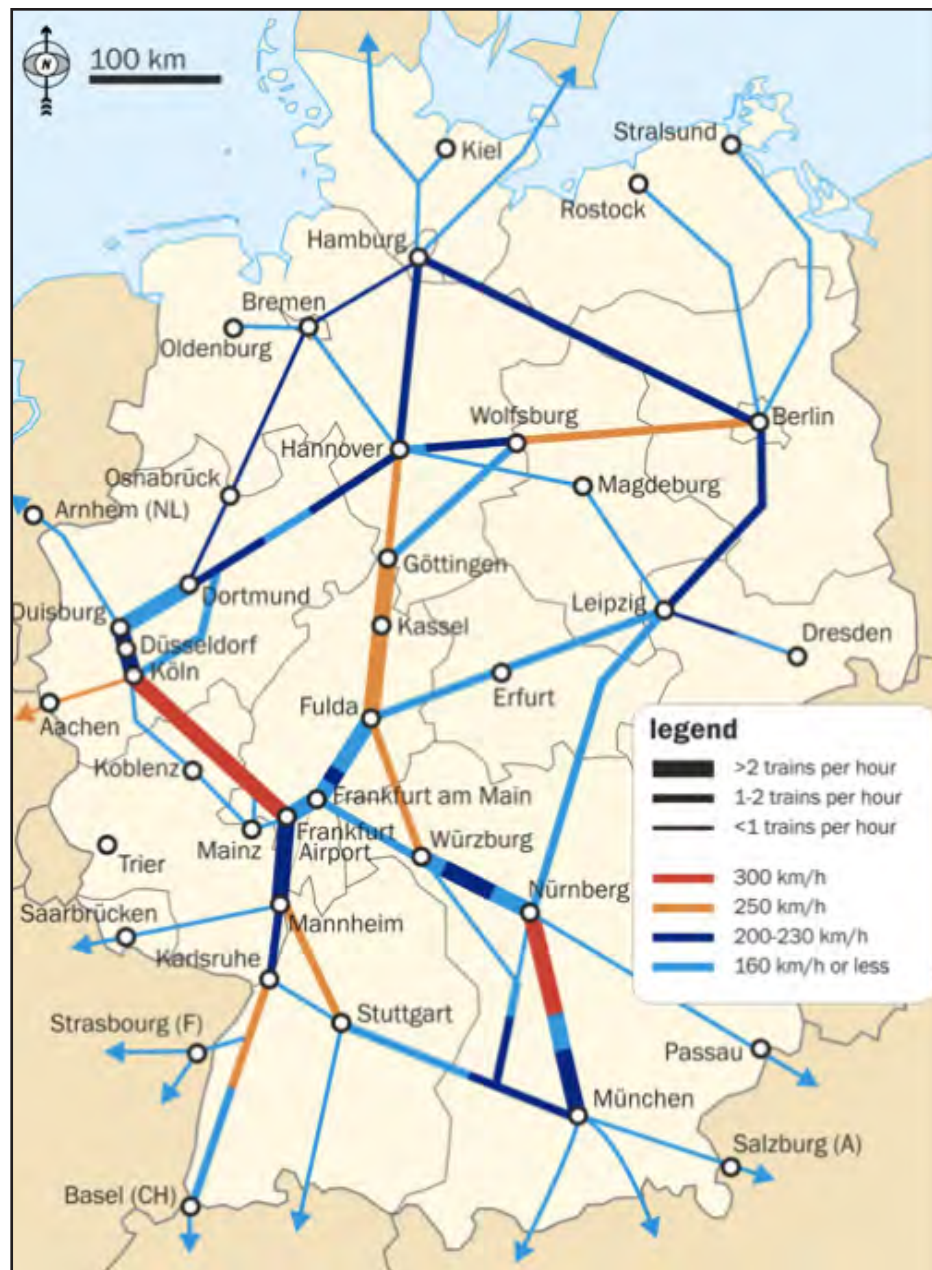 N
100 km
Stralsund
Kiel
Rostock
Hamburg
Bremen
Oldenburg
Wolfsburg
Berlin
Hannover
Osnabrück
Magdeburg
Arnhem (NL)
Göttingen
Dortmund
Leipzig
Duisburg
Kassel
Düsseldorf
Dresden
Köln
Erfurt
Fulda
Aachen
legend
>2 trains per hour
1-2 trains per hour
<1 trains per hour
300 km/h
250 km/h
200-230 km/h
160 km/h or less
Koblenz
Frankfurt am Main
Frankfurt
Airport
Mainz
Würzburg
Trier
Nürnberg
Saarbrücken
Mannheim
Karlsruhe
Strasbourg (F)
Stuttgart
Passau
München
Salzburg (A)
Basel (CH)